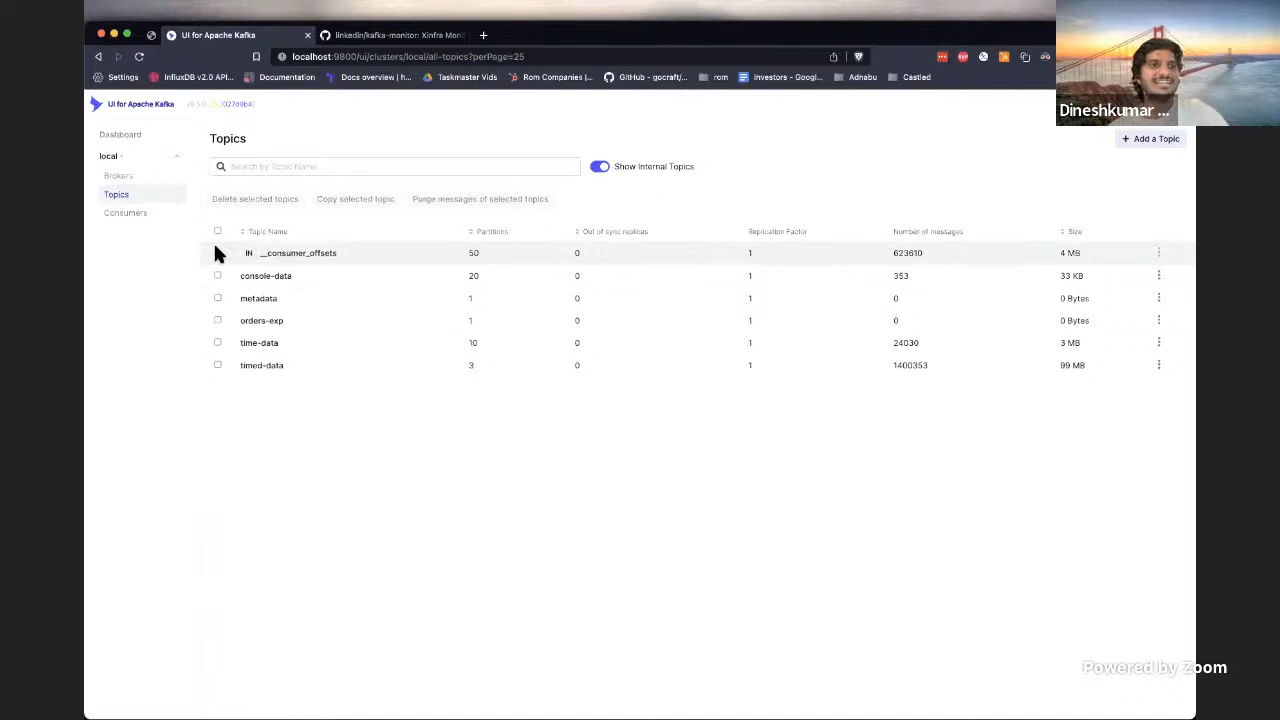 UI for Apache Kafka
linkedin/kafka-monitor: Xinfra Moni
localhost:9800/ui/clusters/local/all-topics?perPage=25
Settings
InfluxDB v2.0 API...
Documentation
Docs overview | h...
Taskmaster Vids
Rom Companies |...
GitHub - gocraft/...
rom
Investors - Googl...
Adnabu
Castled
Dineshkumar ...
UI for Apache Kafka
v0.5.0
(027d9b4)
Dashboard
local
Brokers
Topics
Consumers
Topics
+ Add a Topic
Search by Topic Name
Show Internal Topics
Delete selected topics Copy selected topic Purge messages of selected topics
Topic Name Partitions Out of sync replicas Replication Factor Number of messages Size
IN __consumer_offsets 50 0 1 623610 4 MB
console-data 20 0 1 353 33 KB
metadata 1 0 1 0 0 Bytes
orders-exp 1 0 1 0 0 Bytes
time-data 10 0 1 24030 3 MB
timed-data 3 0 1 1400353 99 MB
Powered by Zoom